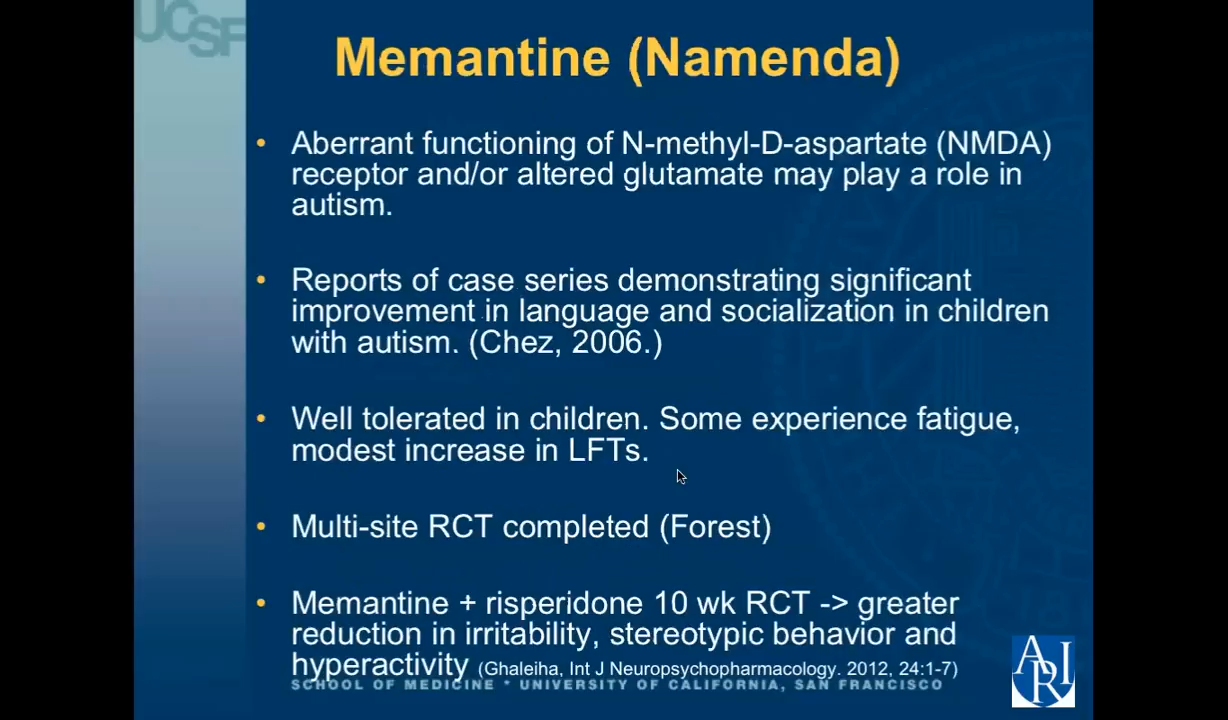 UCSF
Memantine (Namenda)
• Aberrant functioning of N-methyl-D-aspartate (NMDA)
receptor and/or altered glutamate may play a role in
autism.
• Reports of case series demonstrating significant
improvement in language and socialization in children
with autism. (Chez, 2006.)
• Well tolerated in children. Some experience fatigue,
modest increase in LFTs.
• Multi-site RCT completed (Forest)
• Memantine + risperidone 10 wk RCT -> greater
reduction in irritability, stereotypic behavior and
hyperactivity (Ghaleiha, Int J Neuropsychopharmacology. 2012, 24:1-7)
SCHOOL OF MEDICINE * UNIVERSITY OF CALIFORNIA, SAN FRANCISCO
ARI